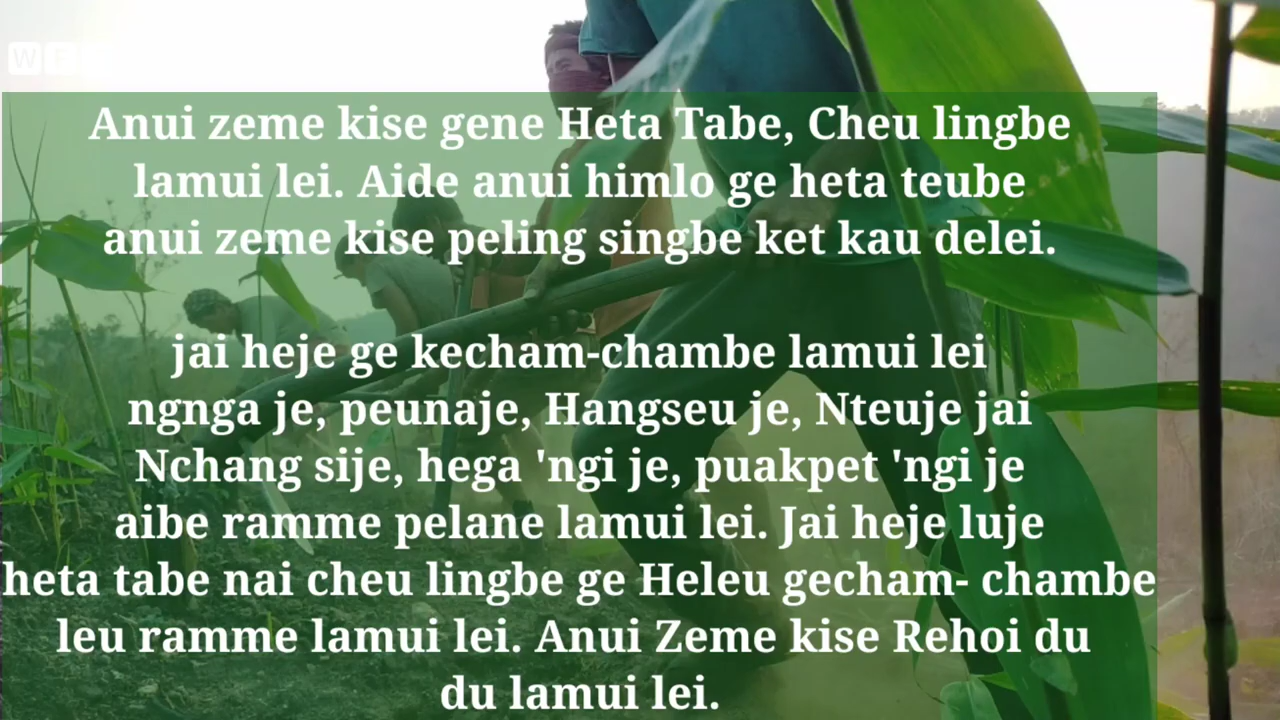 Anui zeme kise gene Heta Tabe, Cheu lingbe
lamui lei. Aide anui himlo ge heta teube
anui zeme kise peling singbe ket kau delei.
jai heje ge kecham-chambe lamui lei
ngnga je, peunaje, Hangseu je, Nteuje jai
Nchang sije, hega 'ngi je, puakpet 'ngi je
aibe ramme pelane lamui lei. Jai heje luje
heta tabe nai cheu lingbe ge Heleu gecham- chambe
leu ramme lamui lei. Anui Zeme kise Rehoi du
du lamui lei.